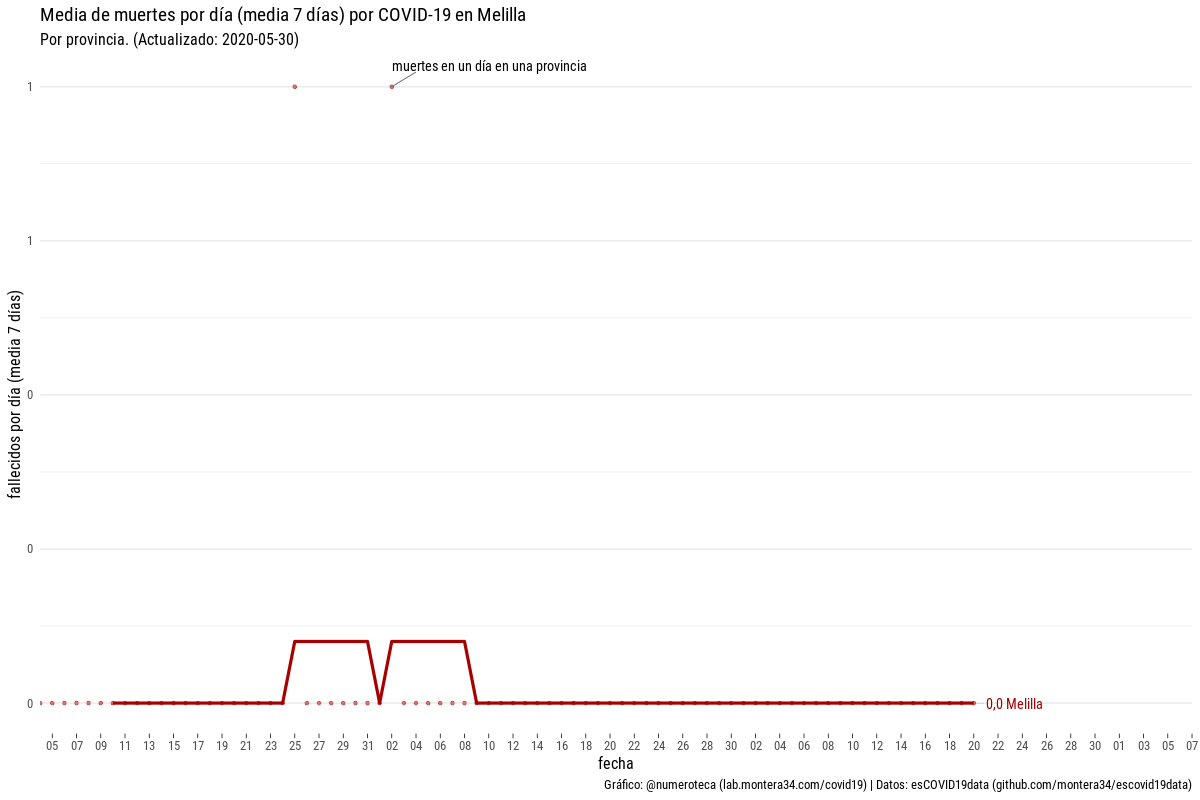 Media de muertes por día (media 7 días) por COVID-19 en Melilla
Por provincia. (Actualizado: 2020-05-30)
muertes en un día en una provincia
1
1
0
0
0
fallecidos por día (media 7 días)
0,0 Melilla
05 07 09 11 13 15 17 19 21 23 25 27 29 31 02 04 06 08 10 12 14 16 18 20 22 24 26 28 30 02 04 06 08 10 12 14 16 18 20 22 24 26 28 30 01 03 05 07
fecha
Gráfico: @numeroteca (lab.montera34.com/covid19) | Datos: esCOVID19data (github.com/montera34/escovid19data)